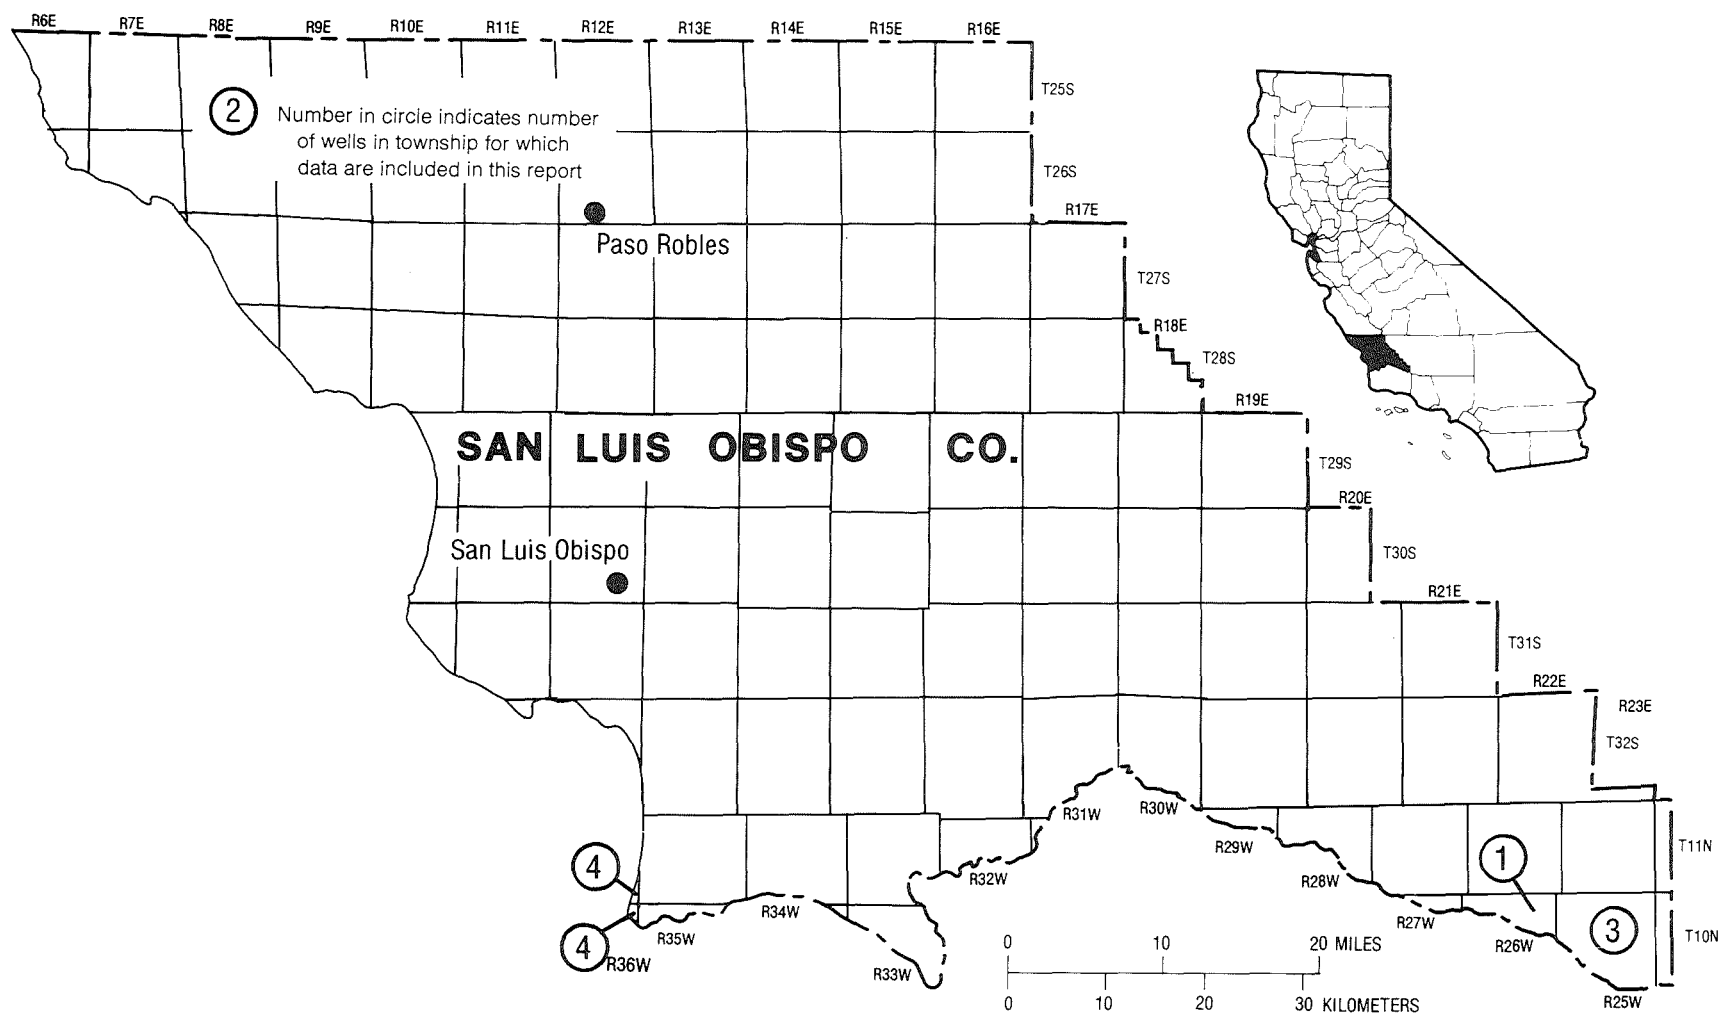 R6E R7E R8E R9E R10E R11E R12E R13E R14E R15E R16E
T25S
2
Number in circle indicates number
of wells in township for which
data are included in this report
T26S
R17E
Paso Robles
T27S
R18E
T28S
R19E
SAN LUIS OBISPO CO.
T29S
R20E
San Luis Obispo
T30S
R21E
T31S
R22E
R23E
T32S
R31W R30W
R29W
T11N
1
4
R32W
R28W
R34W
R27W
3
R35W
R26W
T10N
4
R36W
R33W
R25W
0 10 20 MILES
0 10 20 30 KILOMETERS